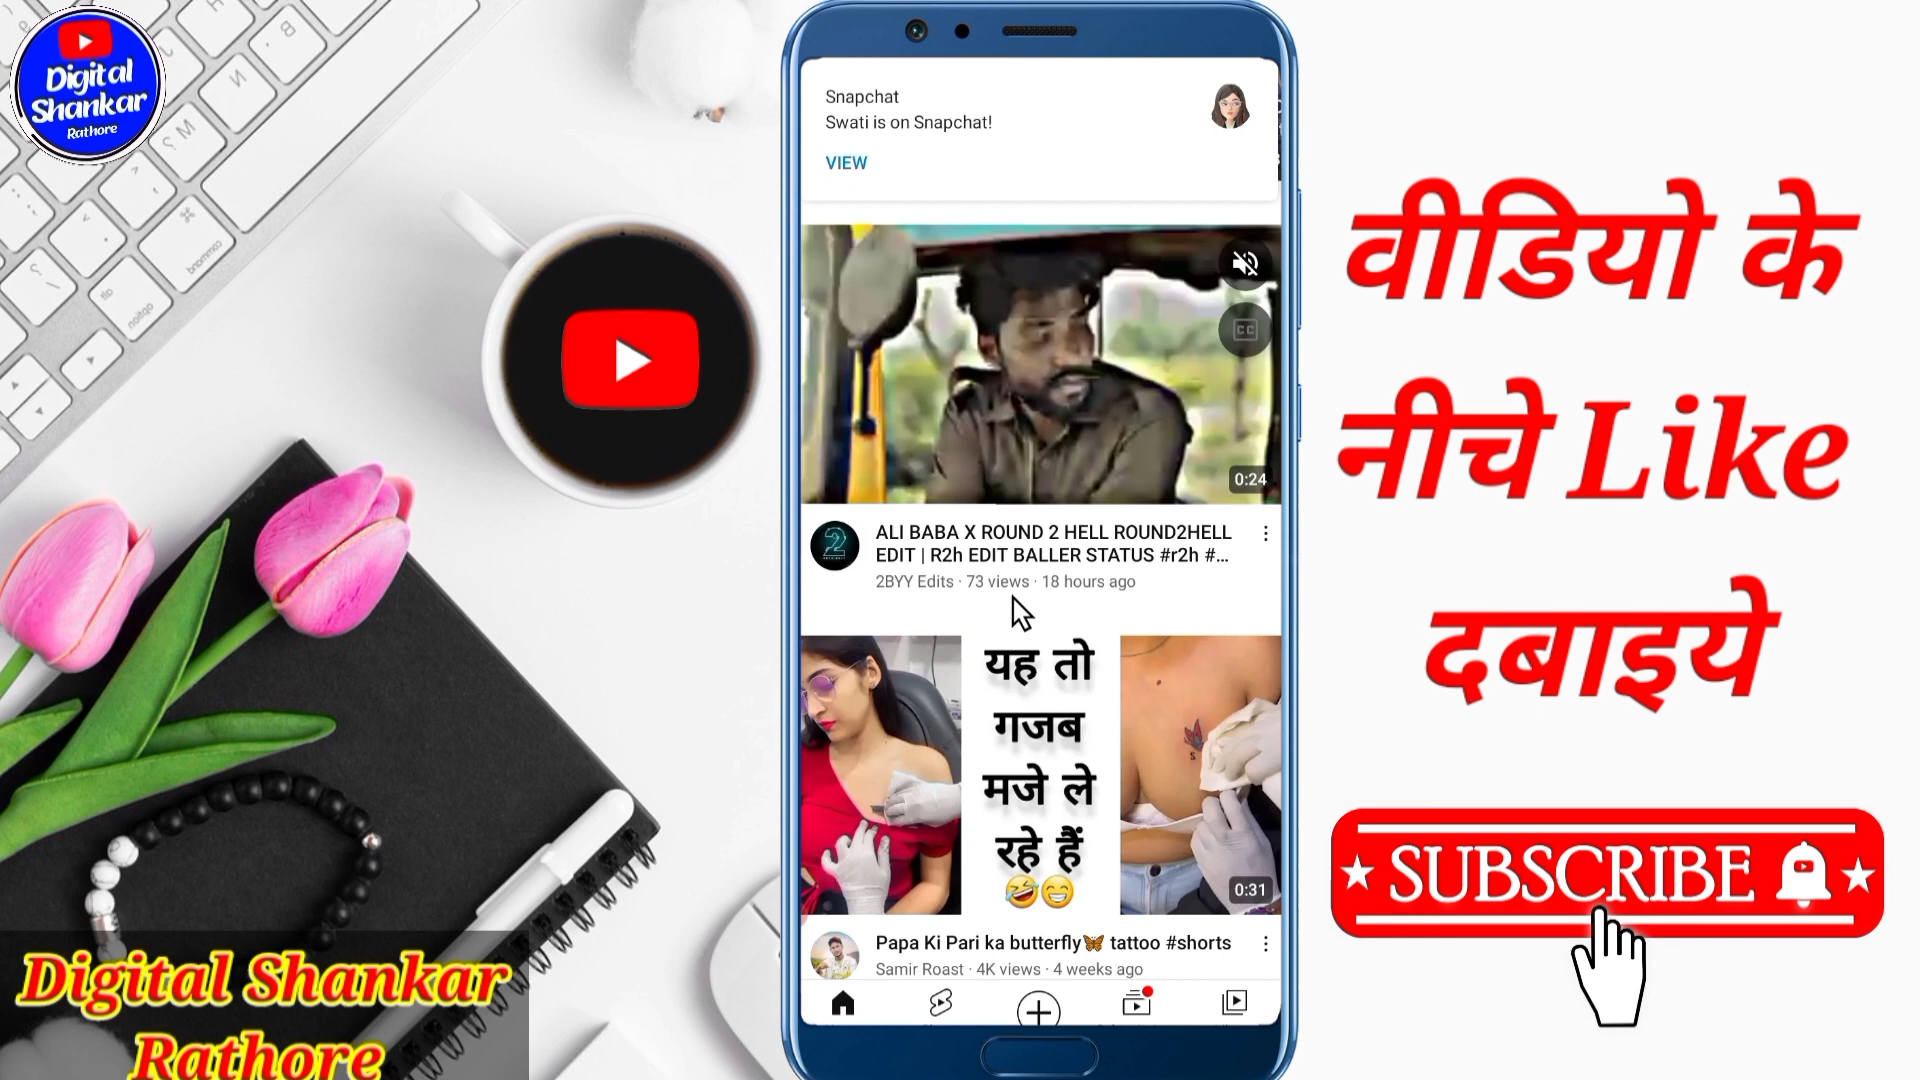 Digital
Shankar
Rathore
Snapchat
Swati is on Snapchat!
VIEW
CC
0:24
ALI BABA X ROUND 2 HELL ROUND2HELL
EDIT | R2h EDIT BALLER STATUS #r2h #...
2BYY Edits · 73 views · 18 hours ago
यह तो
गजब
मजे ले
रहे हैं
🤣😁
0:31
Papa Ki Pari ka butterfly🦋 tattoo #shorts
Samir Roast · 4K views · 4 weeks ago
वीडियो के
नीचे Like
दबाइये
SUBSCRIBE
Digital Shankar
Rathore